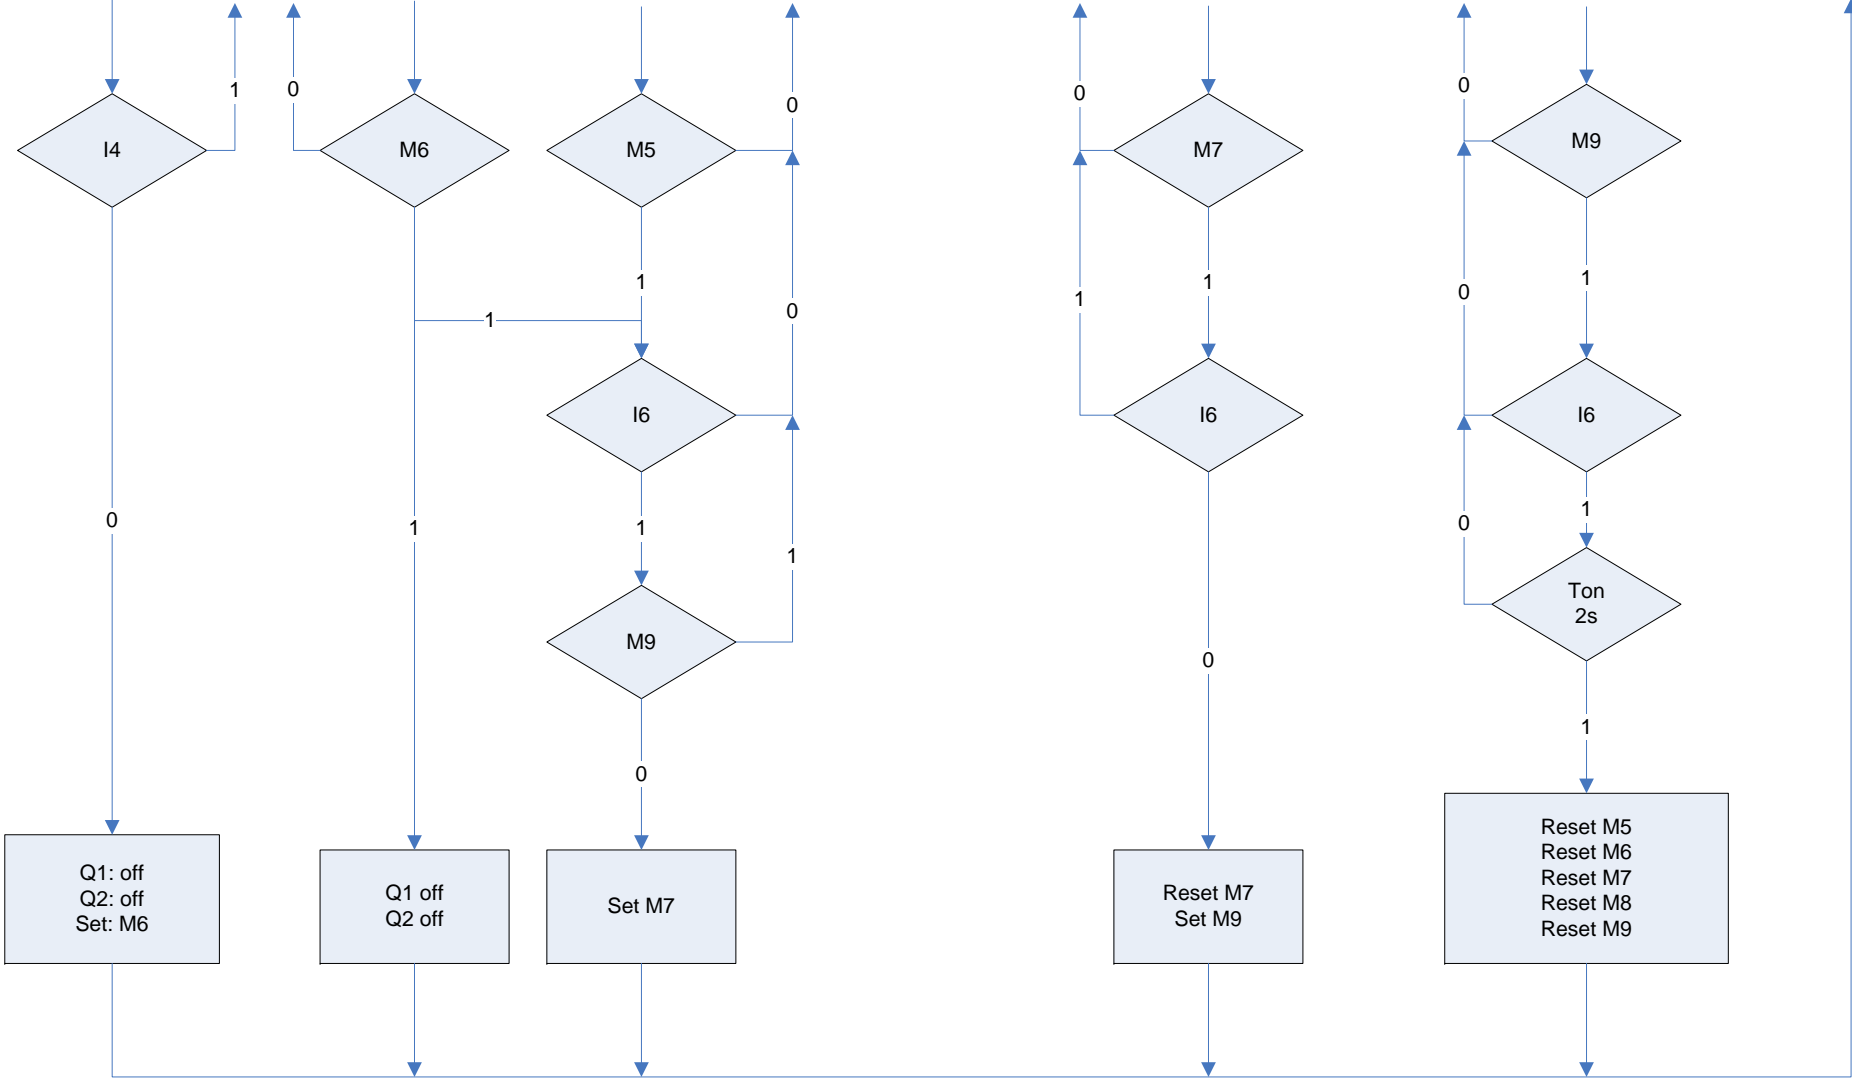 1
0
0
0
0
I4
M6
M5
M7
M9
1
1
1
0
1
1
0
I6
I6
I6
0
1
1
1
1
0
Ton
2s
M9
0
1
0
Q1: off
Q2: off
Set: M6
Q1 off
Q2 off
Set M7
Reset M7
Set M9
Reset M5
Reset M6
Reset M7
Reset M8
Reset M9